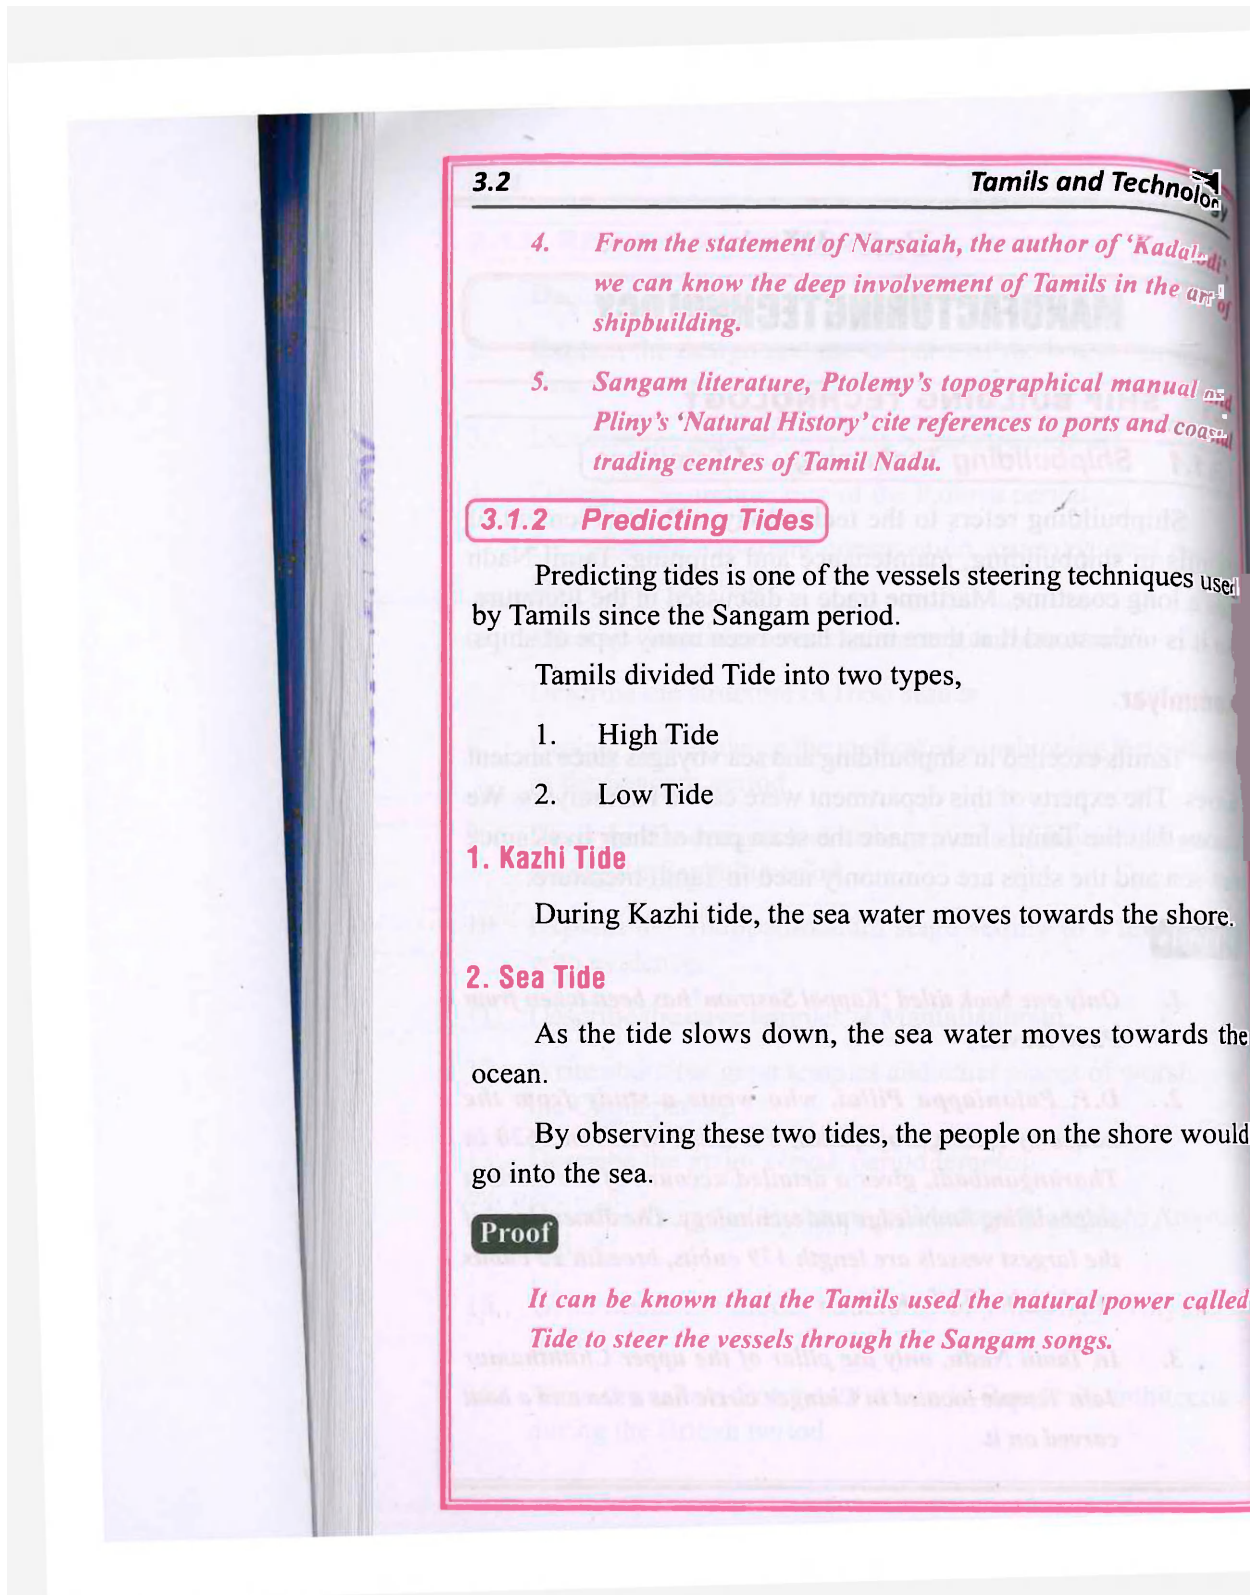 3.2 Tamils and Technology
4. From the statement of Narsaiah, the author of ‘Kadalodi’,
we can know the deep involvement of Tamils in the art of
shipbuilding.
5. Sangam literature, Ptolemy’s topographical manual and
Pliny’s ‘Natural History’ cite references to ports and coastal
trading centres of Tamil Nadu.
3.1.2 Predicting Tides
Predicting tides is one of the vessels steering techniques used
by Tamils since the Sangam period.
Tamils divided Tide into two types,
1. High Tide
2. Low Tide
1. Kazhi Tide
During Kazhi tide, the sea water moves towards the shore.
2. Sea Tide
As the tide slows down, the sea water moves towards the
ocean.
By observing these two tides, the people on the shore would
go into the sea.
Proof
It can be known that the Tamils used the natural power called
Tide to steer the vessels through the Sangam songs.